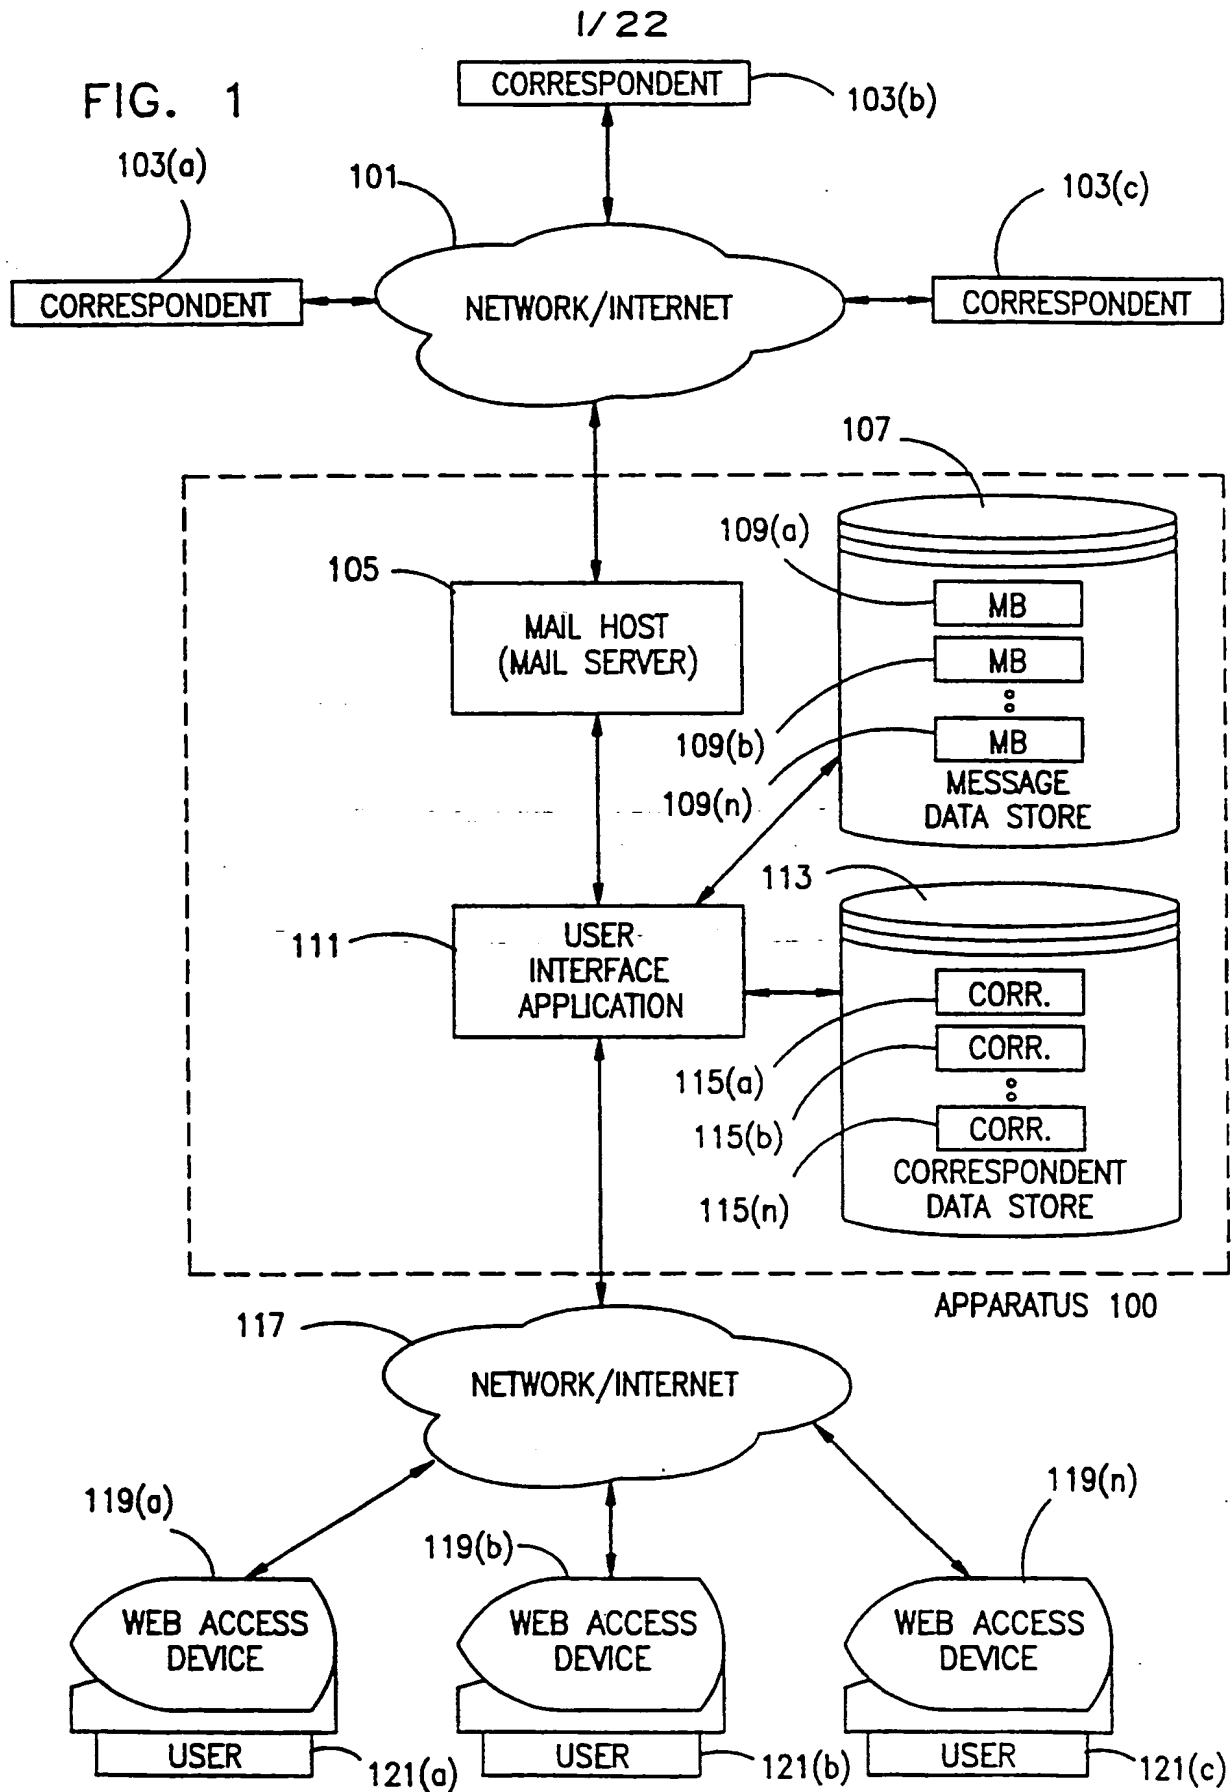 1/22
FIG. 1
CORRESPONDENT
103(b)
103(a)
101
103(c)
CORRESPONDENT
NETWORK/INTERNET
CORRESPONDENT
107
109(a)
105
MAIL HOST
(MAIL SERVER)
MB
MB
MB
109(b)
109(n)
MESSAGE
DATA STORE
113
111
USER
INTERFACE
APPLICATION
CORR.
CORR.
CORR.
115(a)
115(b)
115(n)
CORRESPONDENT
DATA STORE
APPARATUS 100
117
NETWORK/INTERNET
119(a)
119(b)
119(n)
WEB ACCESS
DEVICE
WEB ACCESS
DEVICE
WEB ACCESS
DEVICE
USER
121(a)
USER
121(b)
USER
121(c)